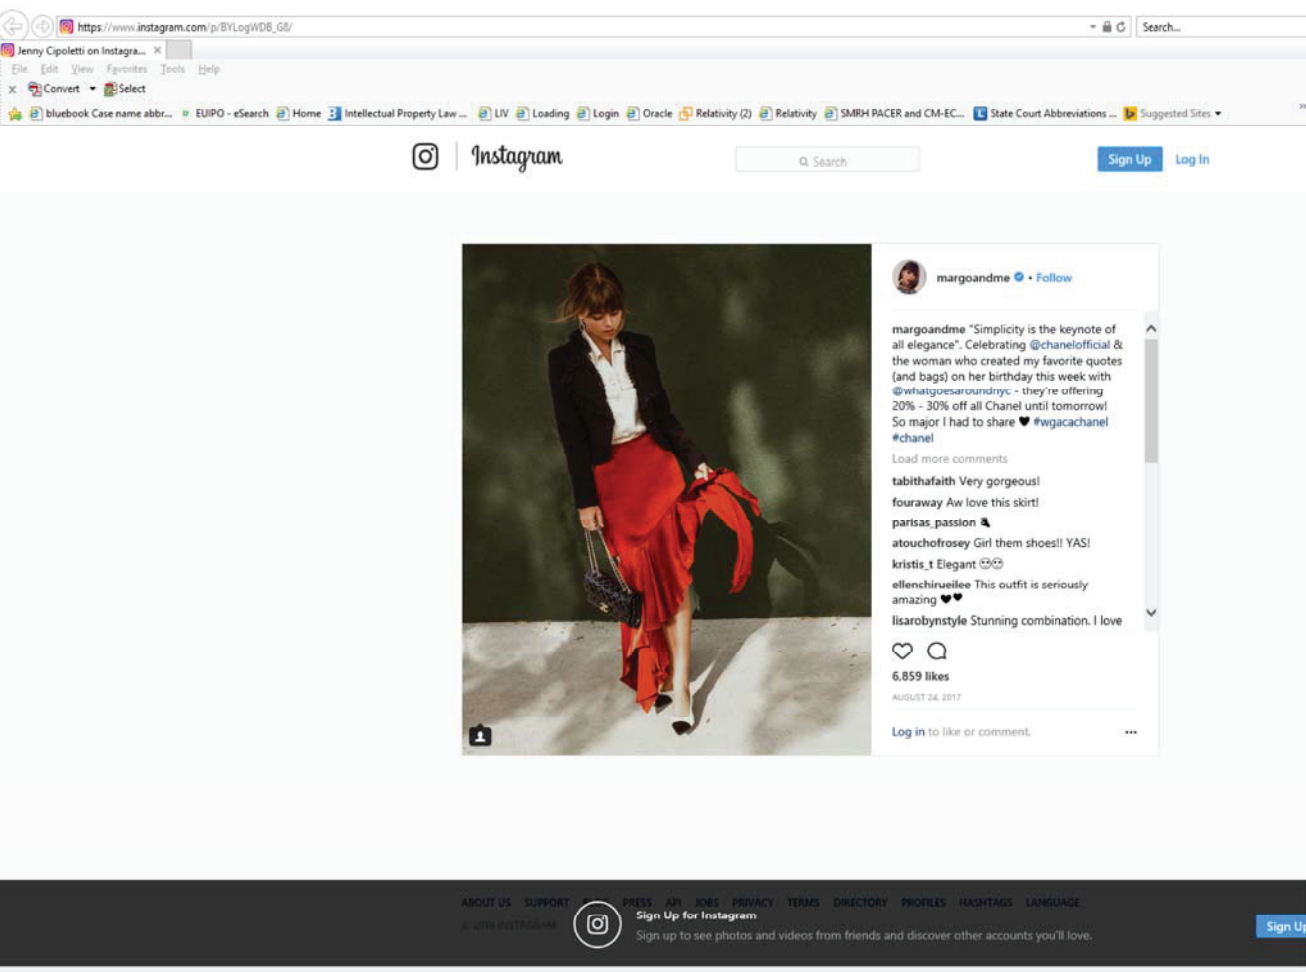 https://www.instagram.com/p/BYLogWDB_G8/
Search...
Jenny Cipoletti on Instagra...
File Edit View Favorites Tools Help
x Convert Select
bluebook Case name abbr... EUIPO - eSearch Home Intellectual Property Law ... LIV Loading Login Oracle Relativity (2) Relativity SMRH PACER and CM-EC... State Court Abbreviations ... Suggested Sites
Instagram
Search
Sign Up Log In
margoandme • Follow
margoandme "Simplicity is the keynote of
all elegance". Celebrating @chanelofficial &
the woman who created my favorite quotes
(and bags) on her birthday this week with
@whatgoesaroundnyc - they're offering
20% - 30% off all Chanel until tomorrow!
So major I had to share #wgacachanel
#chanel
Load more comments
tabithafaith Very gorgeous!
fouraway Aw love this skirt!
parisas_passion
atouchofrosey Girl them shoes!! YAS!
kristis_t Elegant
ellenchirueilee This outfit is seriously
amazing
lisarobynstyle Stunning combination. I love
6,859 likes
AUGUST 24, 2017
Log in to like or comment.
ABOUT US SUPPORT PRESS API JOBS PRIVACY TERMS DIRECTORY PROFILES HASHTAGS LANGUAGE
INSTAGRAM
Sign Up for Instagram
Sign up to see photos and videos from friends and discover other accounts you'll love.
Sign Up